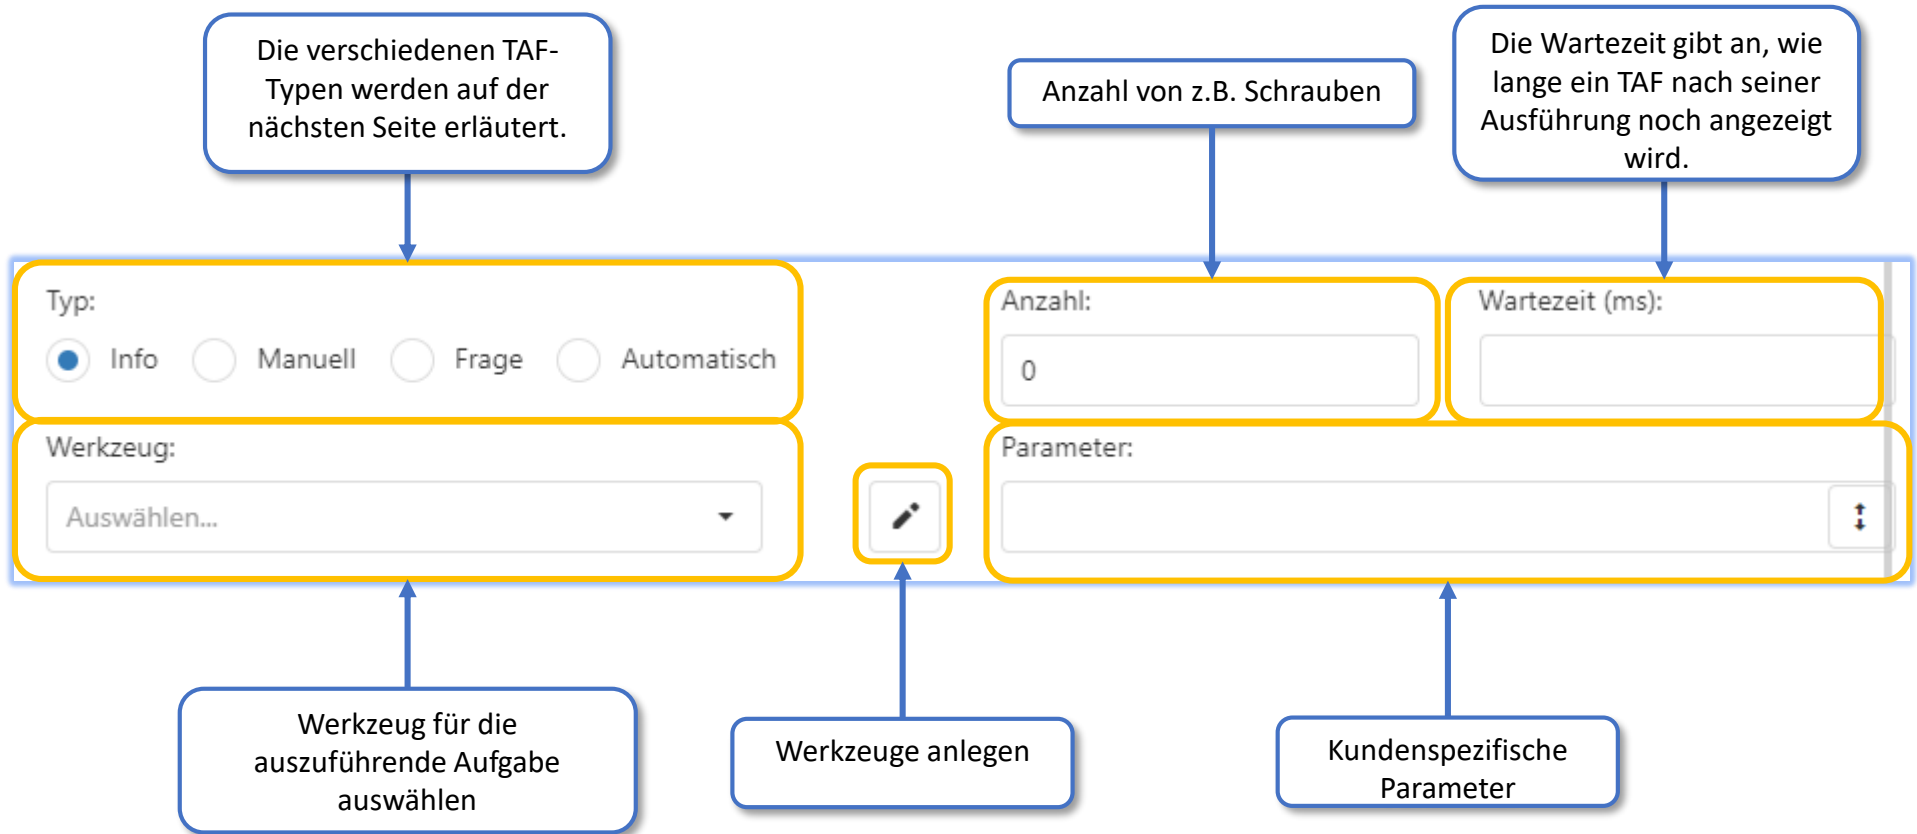 Die verschiedenen TAF-
Typen werden auf der
nächsten Seite erläutert.
Anzahl von z.B. Schrauben
Die Wartezeit gibt an, wie
lange ein TAF nach seiner
Ausführung noch angezeigt
wird.
Typ:
Info Manuell Frage Automatisch
Anzahl:
0
Wartezeit (ms):
Werkzeug:
Auswählen...
Parameter:
Werkzeug für die
auszuführende Aufgabe
auswählen
Werkzeuge anlegen
Kundenspezifische
Parameter